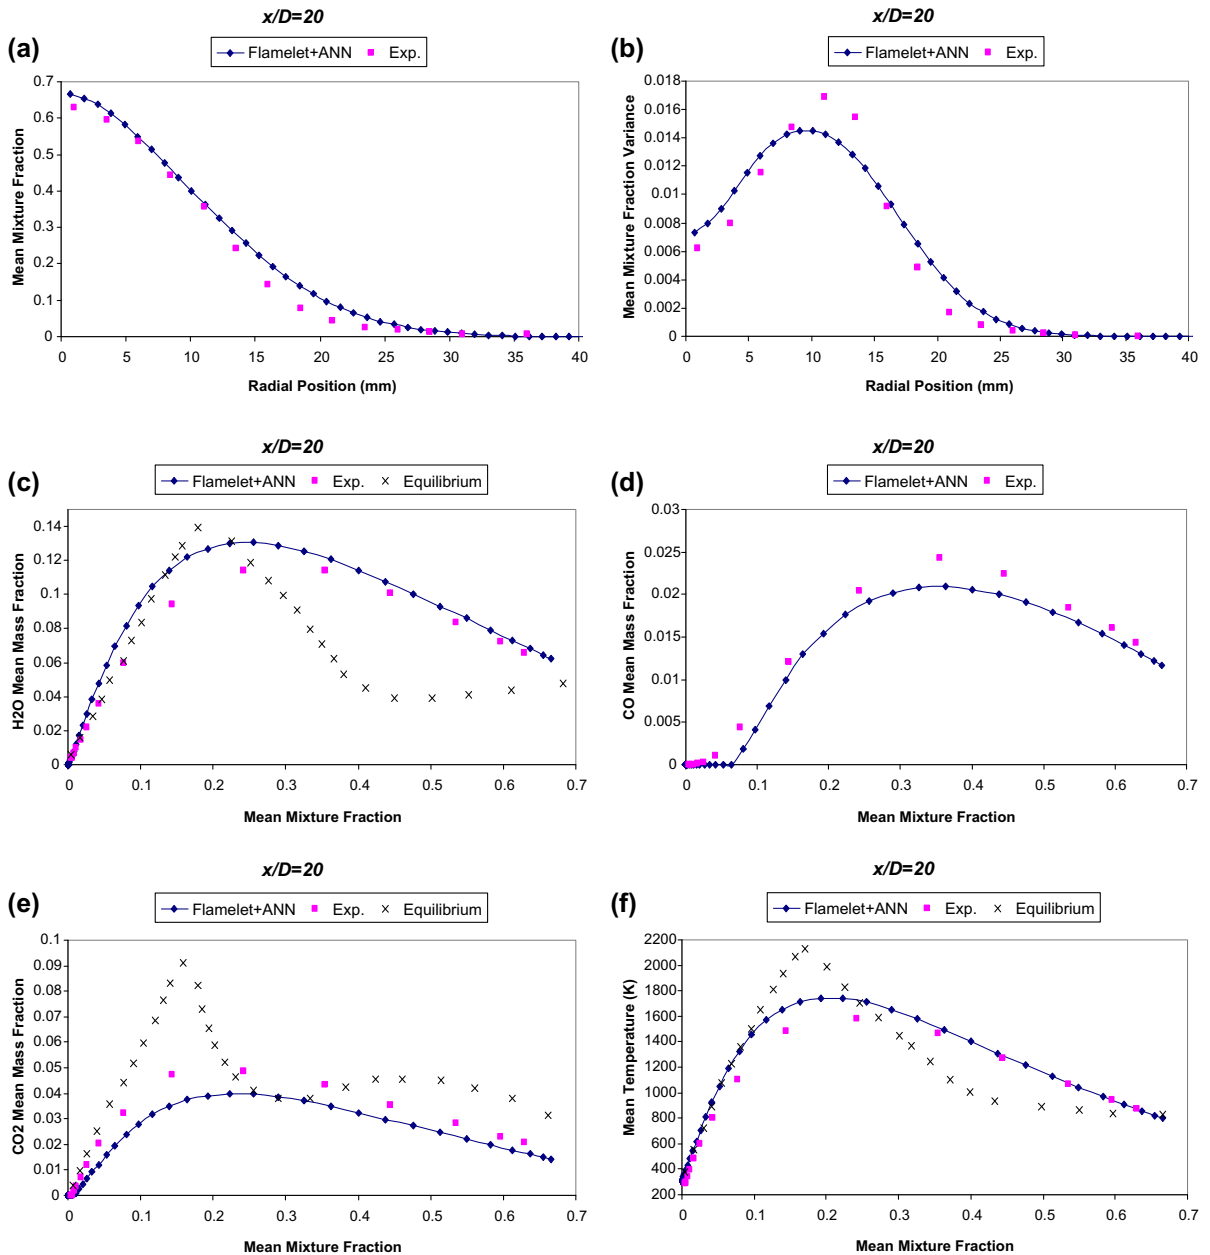 x/D=20
(a)
Flamelet+ANN Exp.
0.7
0.6
0.5
0.4
0.3
0.2
0.1
0
Mean Mixture Fraction
0 5 10 15 20 25 30 35 40
Radial Position (mm)
x/D=20
(b)
Flamelet+ANN Exp.
0.018
0.016
0.014
0.012
0.01
0.008
0.006
0.004
0.002
0
Mean Mixture Fraction Variance
0 5 10 15 20 25 30 35 40
Radial Position (mm)
x/D=20
(c)
Flamelet+ANN Exp. Equilibrium
0.14
0.12
0.1
0.08
0.06
0.04
0.02
0
H2O Mean Mass Fraction
0 0.1 0.2 0.3 0.4 0.5 0.6 0.7
Mean Mixture Fraction
x/D=20
(d)
Flamelet+ANN Exp.
0.03
0.025
0.02
0.015
0.01
0.005
0
CO Mean Mass Fraction
0 0.1 0.2 0.3 0.4 0.5 0.6 0.7
Mean Mixture Fraction
x/D=20
(e)
Flamelet+ANN Exp. Equilibrium
0.1
0.09
0.08
0.07
0.06
0.05
0.04
0.03
0.02
0.01
0
CO2 Mean Mass Fraction
0 0.1 0.2 0.3 0.4 0.5 0.6 0.7
Mean Mixture Fraction
x/D=20
(f)
Flamelet+ANN Exp. Equilibrium
2200
2000
1800
1600
1400
1200
1000
800
600
400
200
Mean Temperature (K)
0 0.1 0.2 0.3 0.4 0.5 0.6 0.7
Mean Mixture Fraction